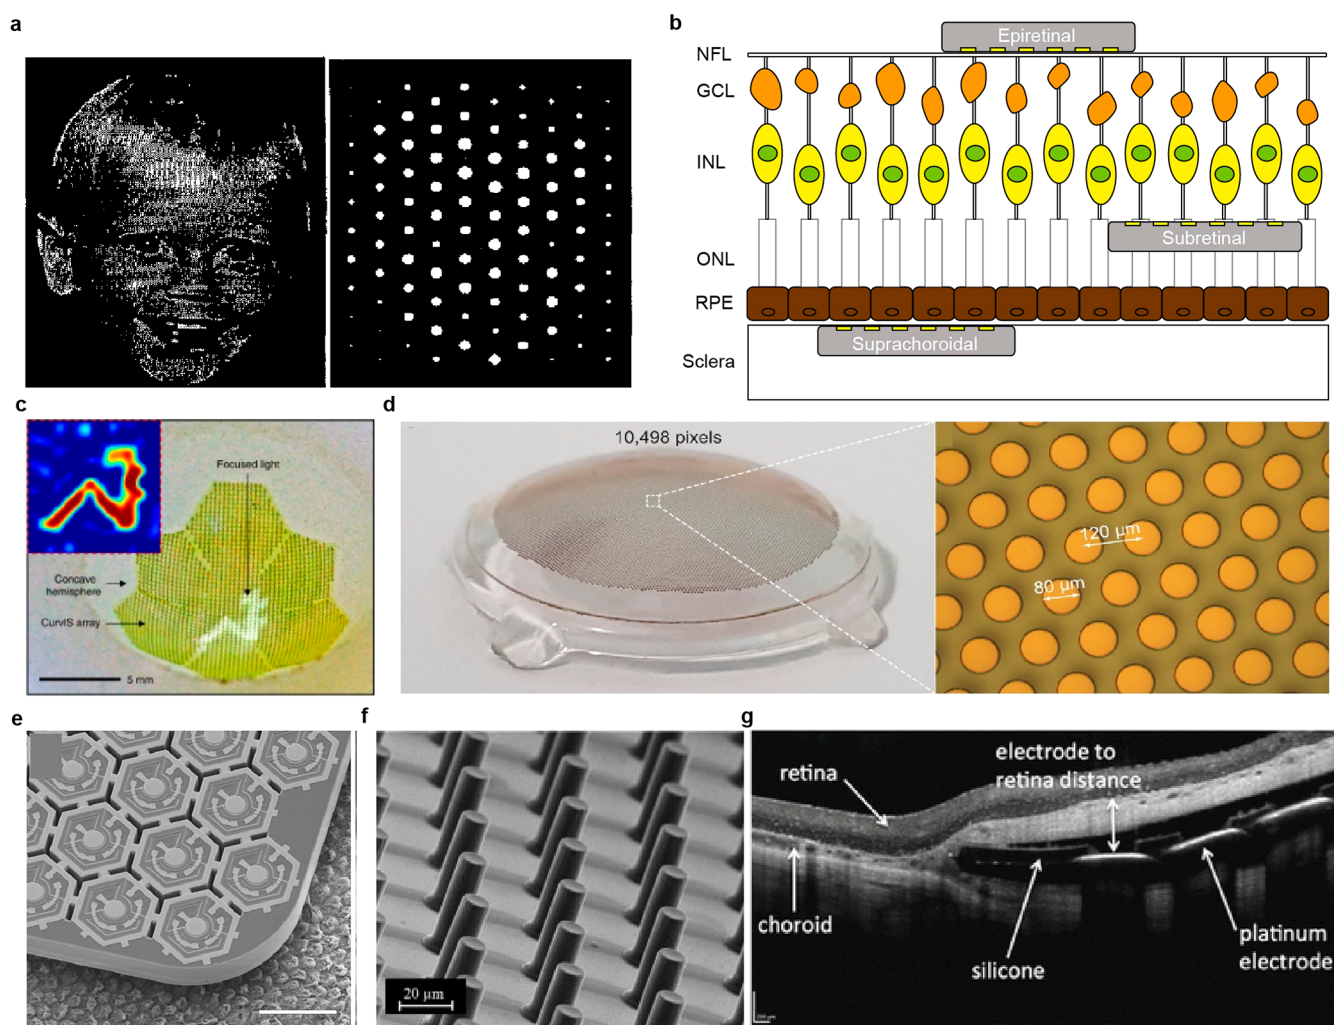 a
b
Epiretinal
NFL
GCL
INL
Subretinal
ONL
RPE
Suprachoroidal
Sclera
c
Focused light
Concave
hemisphere
CurvIS array
5 mm
d
10,498 pixels
120 µm
80 µm
e
f
20 µm
g
electrode to
retina distance
retina
choroid
silicone
platinum
electrode